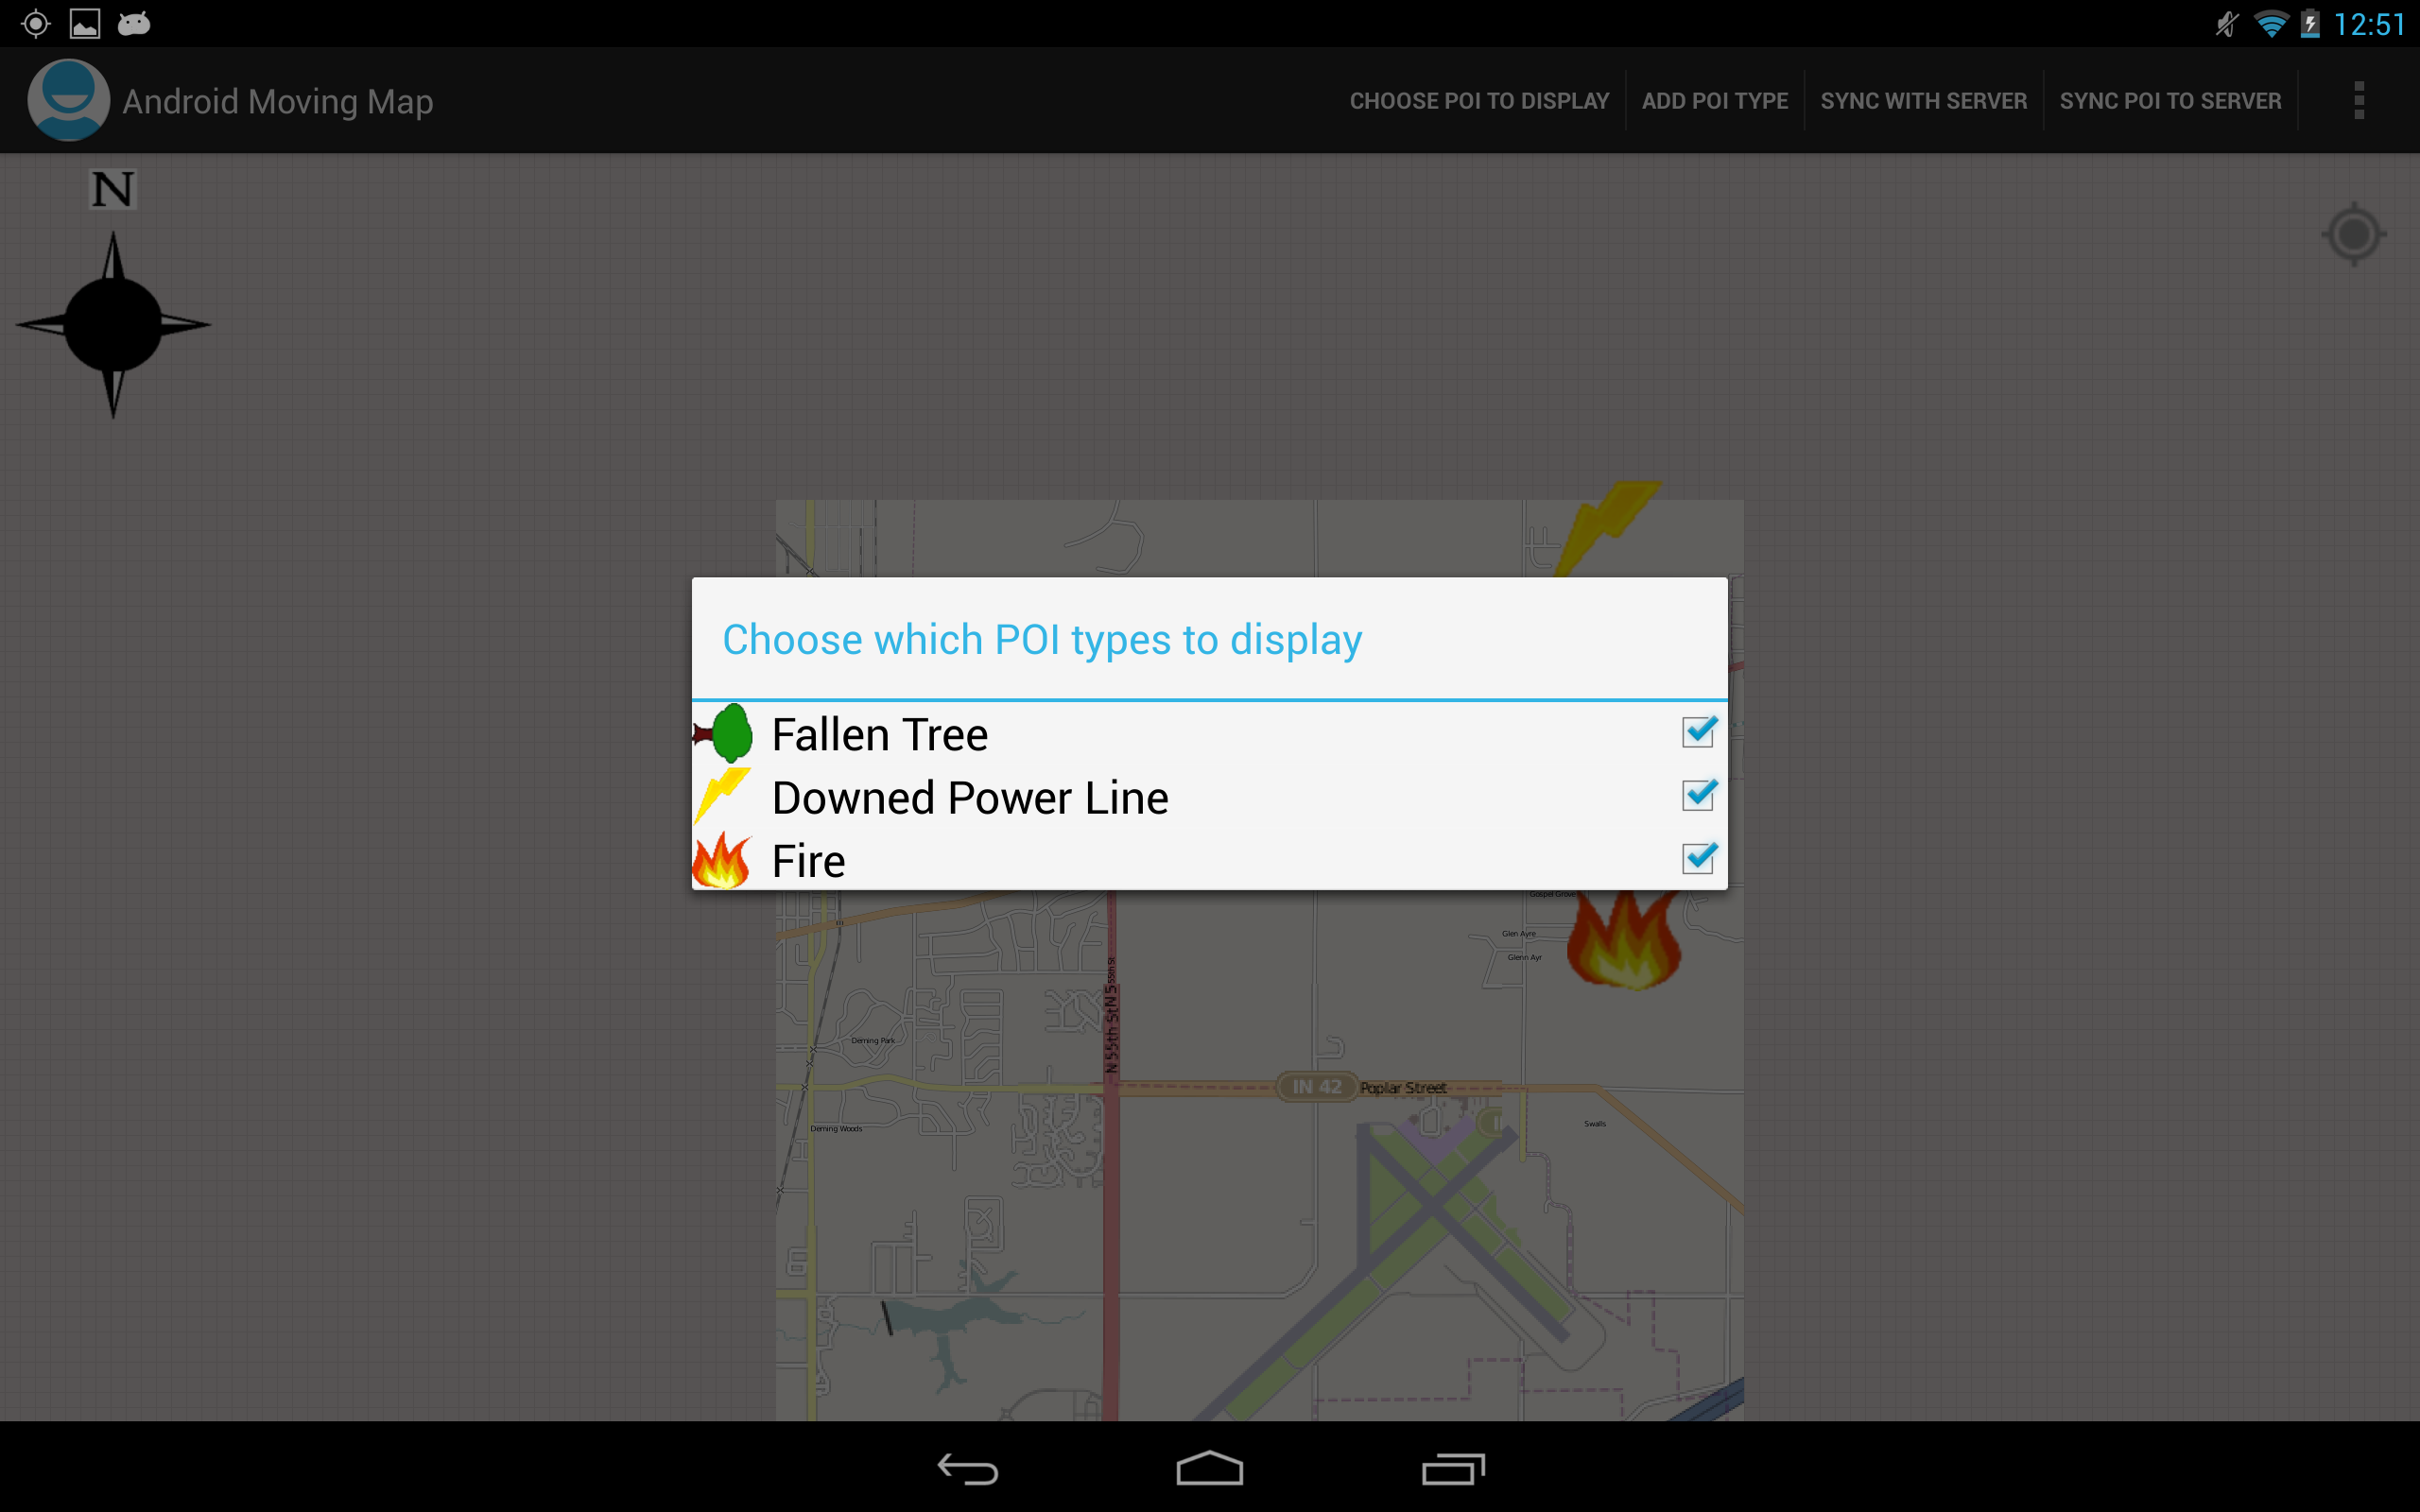 12:51
Android Moving Map
CHOOSE POI TO DISPLAY
ADD POI TYPE
SYNC WITH SERVER
SYNC POI TO SERVER
N
Choose which POI types to display
Fallen Tree
Downed Power Line
Fire
Gospel Grove
Glen Ayre
Glenn Ayr
N 55th St
Deming Park
IN 42
Poplar Street
Deming Woods
Swalls